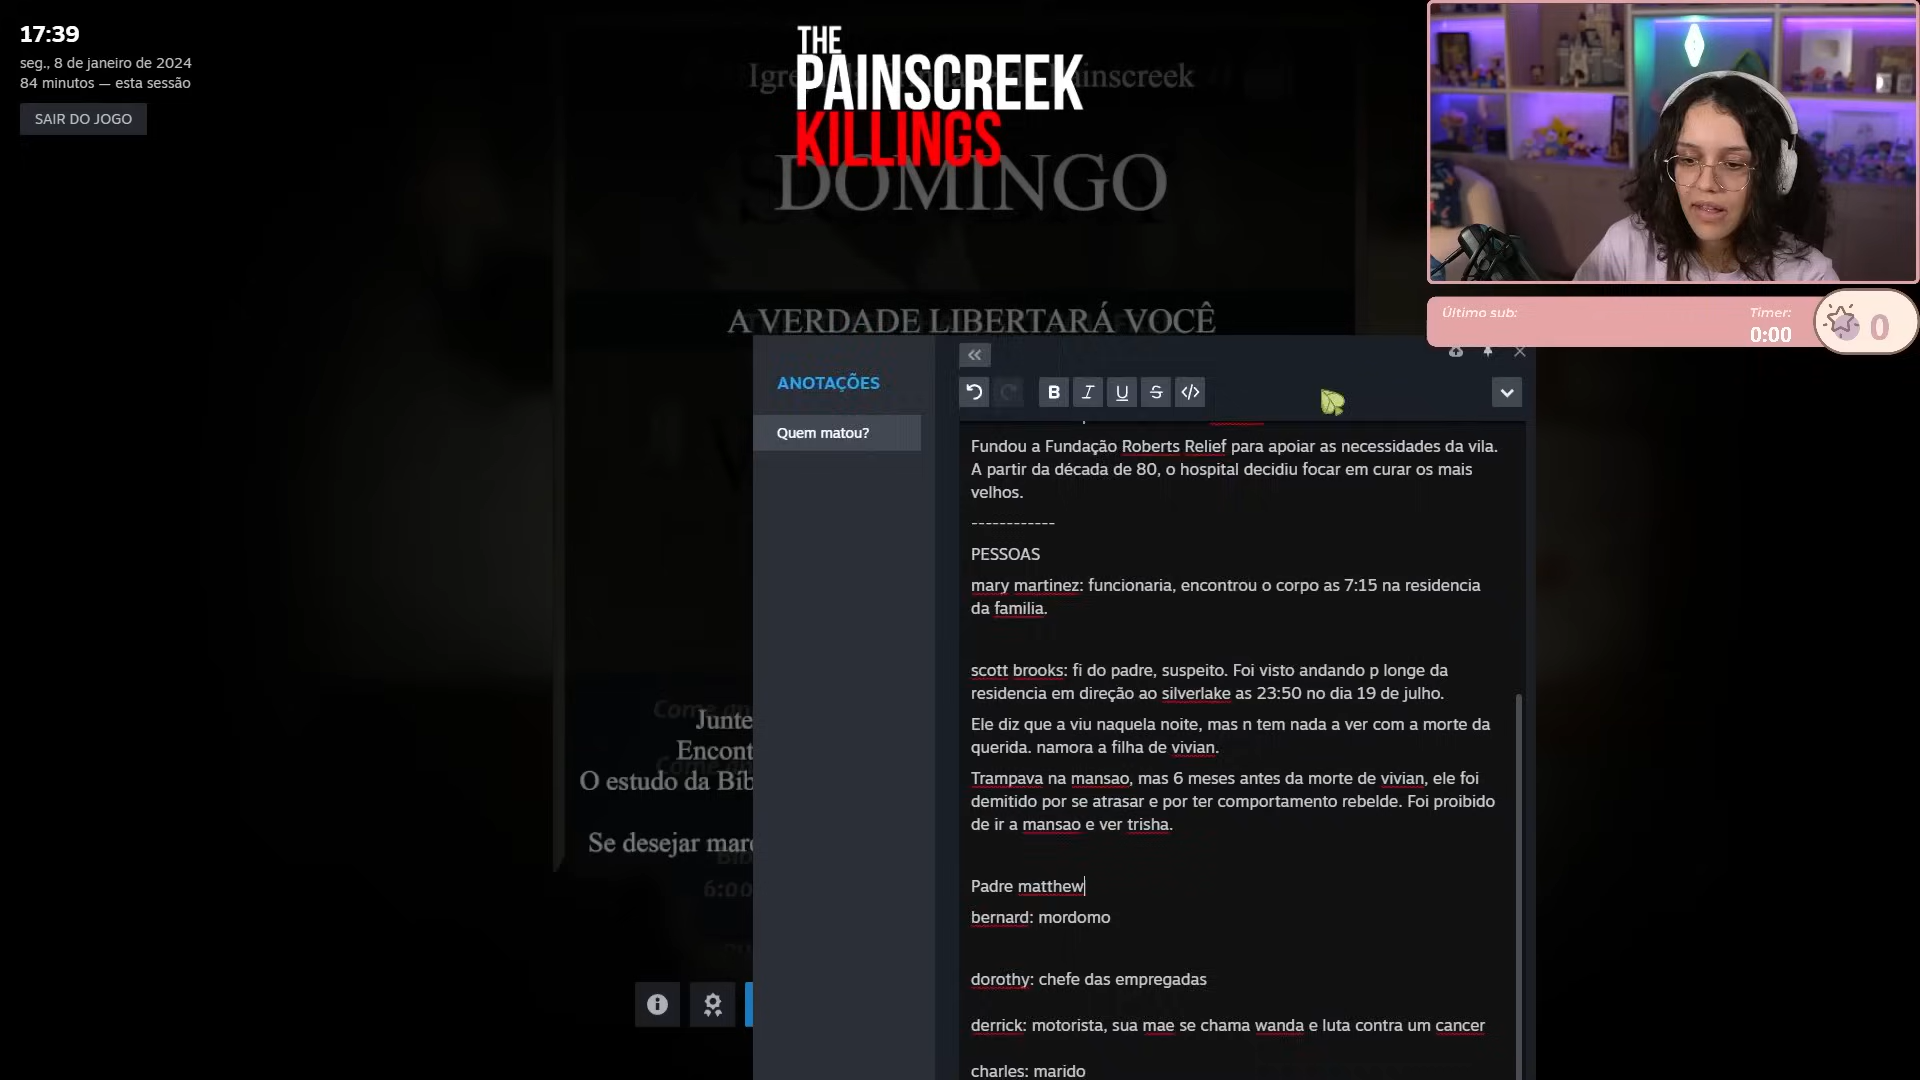 17:39
seg., 8 de janeiro de 2024
84 minutos — esta sessão
SAIR DO JOGO
THE
PAINSCREEK
KILLINGS
Painscreek
DOMINGO
A VERDADE LIBERTARÁ VOCÊ
Junte
Encont
O estudo da Bíb
Se desejar marc
6:00
Último sub:
Timer:
0:00
0
ANOTAÇÕES
Quem matou?
B I U S </>
Fundou a Fundação Roberts Relief para apoiar as necessidades da vila.
A partir da década de 80, o hospital decidiu focar em curar os mais
velhos.
------------
PESSOAS
mary martinez: funcionaria, encontrou o corpo as 7:15 na residencia
da familia.
scott brooks: fi do padre, suspeito. Foi visto andando p longe da
residencia em direção ao silverlake as 23:50 no dia 19 de julho.
Ele diz que a viu naquela noite, mas n tem nada a ver com a morte da
querida. namora a filha de vivian.
Trampava na mansao, mas 6 meses antes da morte de vivian, ele foi
demitido por se atrasar e por ter comportamento rebelde. Foi proibido
de ir a mansao e ver trisha.
Padre matthew
bernard: mordomo
dorothy: chefe das empregadas
derrick: motorista, sua mae se chama wanda e luta contra um cancer
charles: marido